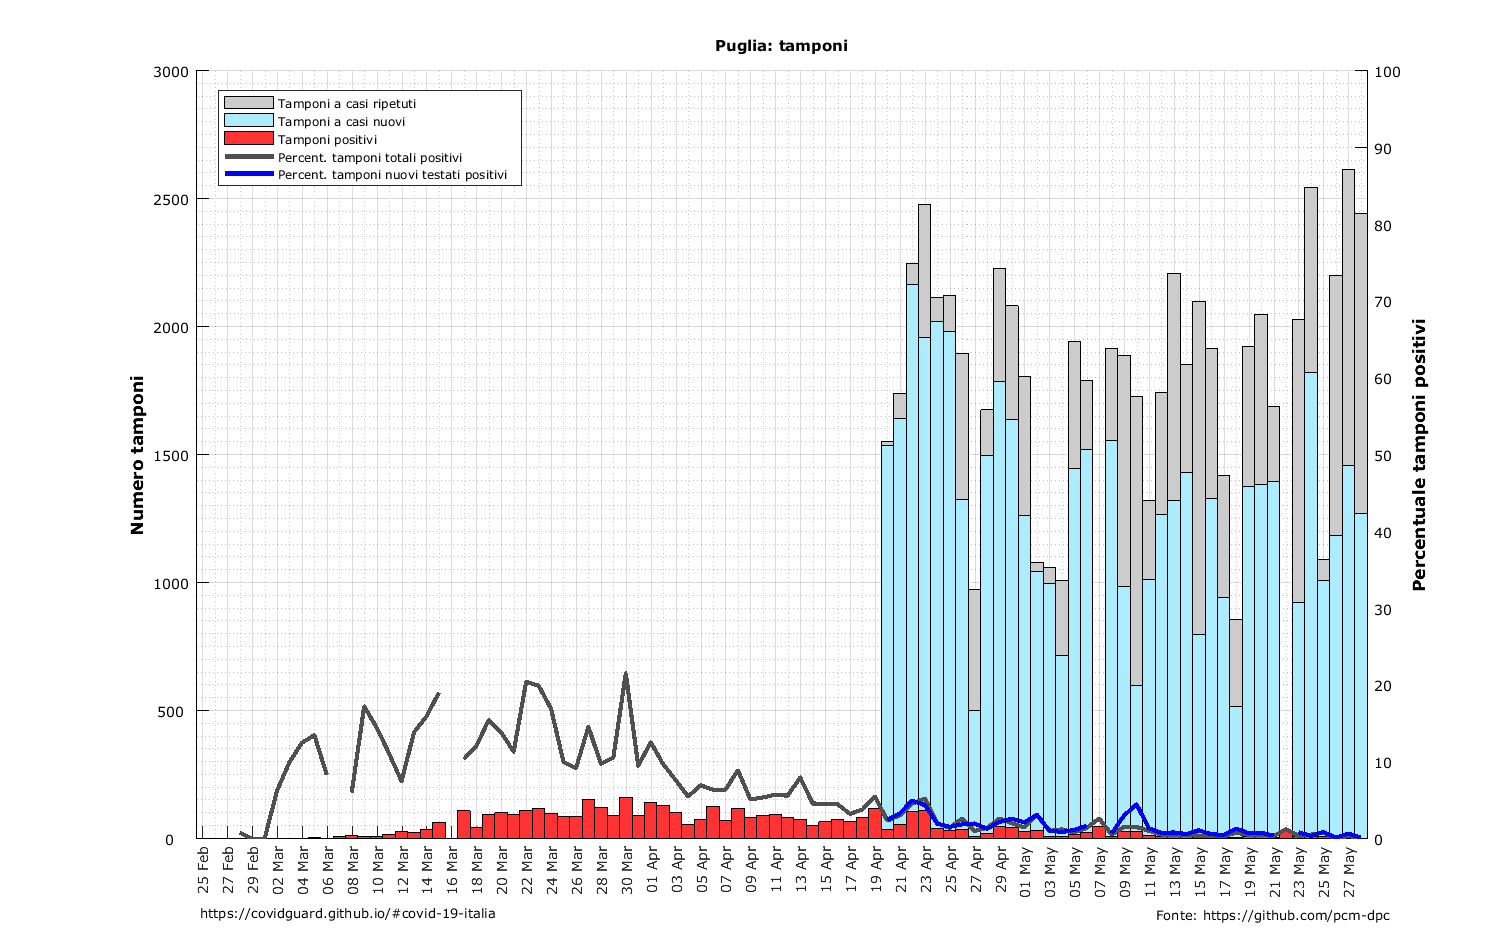 Puglia: tamponi
Tamponi a casi ripetuti
Tamponi a casi nuovi
Tamponi positivi
Percent. tamponi totali positivi
Percent. tamponi nuovi testati positivi
Numero tamponi
3000
2500
2000
1500
1000
500
0
Percentuale tamponi positivi
100
90
80
70
60
50
40
30
20
10
0
25 Feb
27 Feb
29 Feb
02 Mar
04 Mar
06 Mar
08 Mar
10 Mar
12 Mar
14 Mar
16 Mar
18 Mar
20 Mar
22 Mar
24 Mar
26 Mar
28 Mar
30 Mar
01 Apr
03 Apr
05 Apr
07 Apr
09 Apr
11 Apr
13 Apr
15 Apr
17 Apr
19 Apr
21 Apr
23 Apr
25 Apr
27 Apr
29 Apr
01 May
03 May
05 May
07 May
09 May
11 May
13 May
15 May
17 May
19 May
21 May
23 May
25 May
27 May
https://covidguard.github.io/#covid-19-italia
Fonte: https://github.com/pcm-dpc